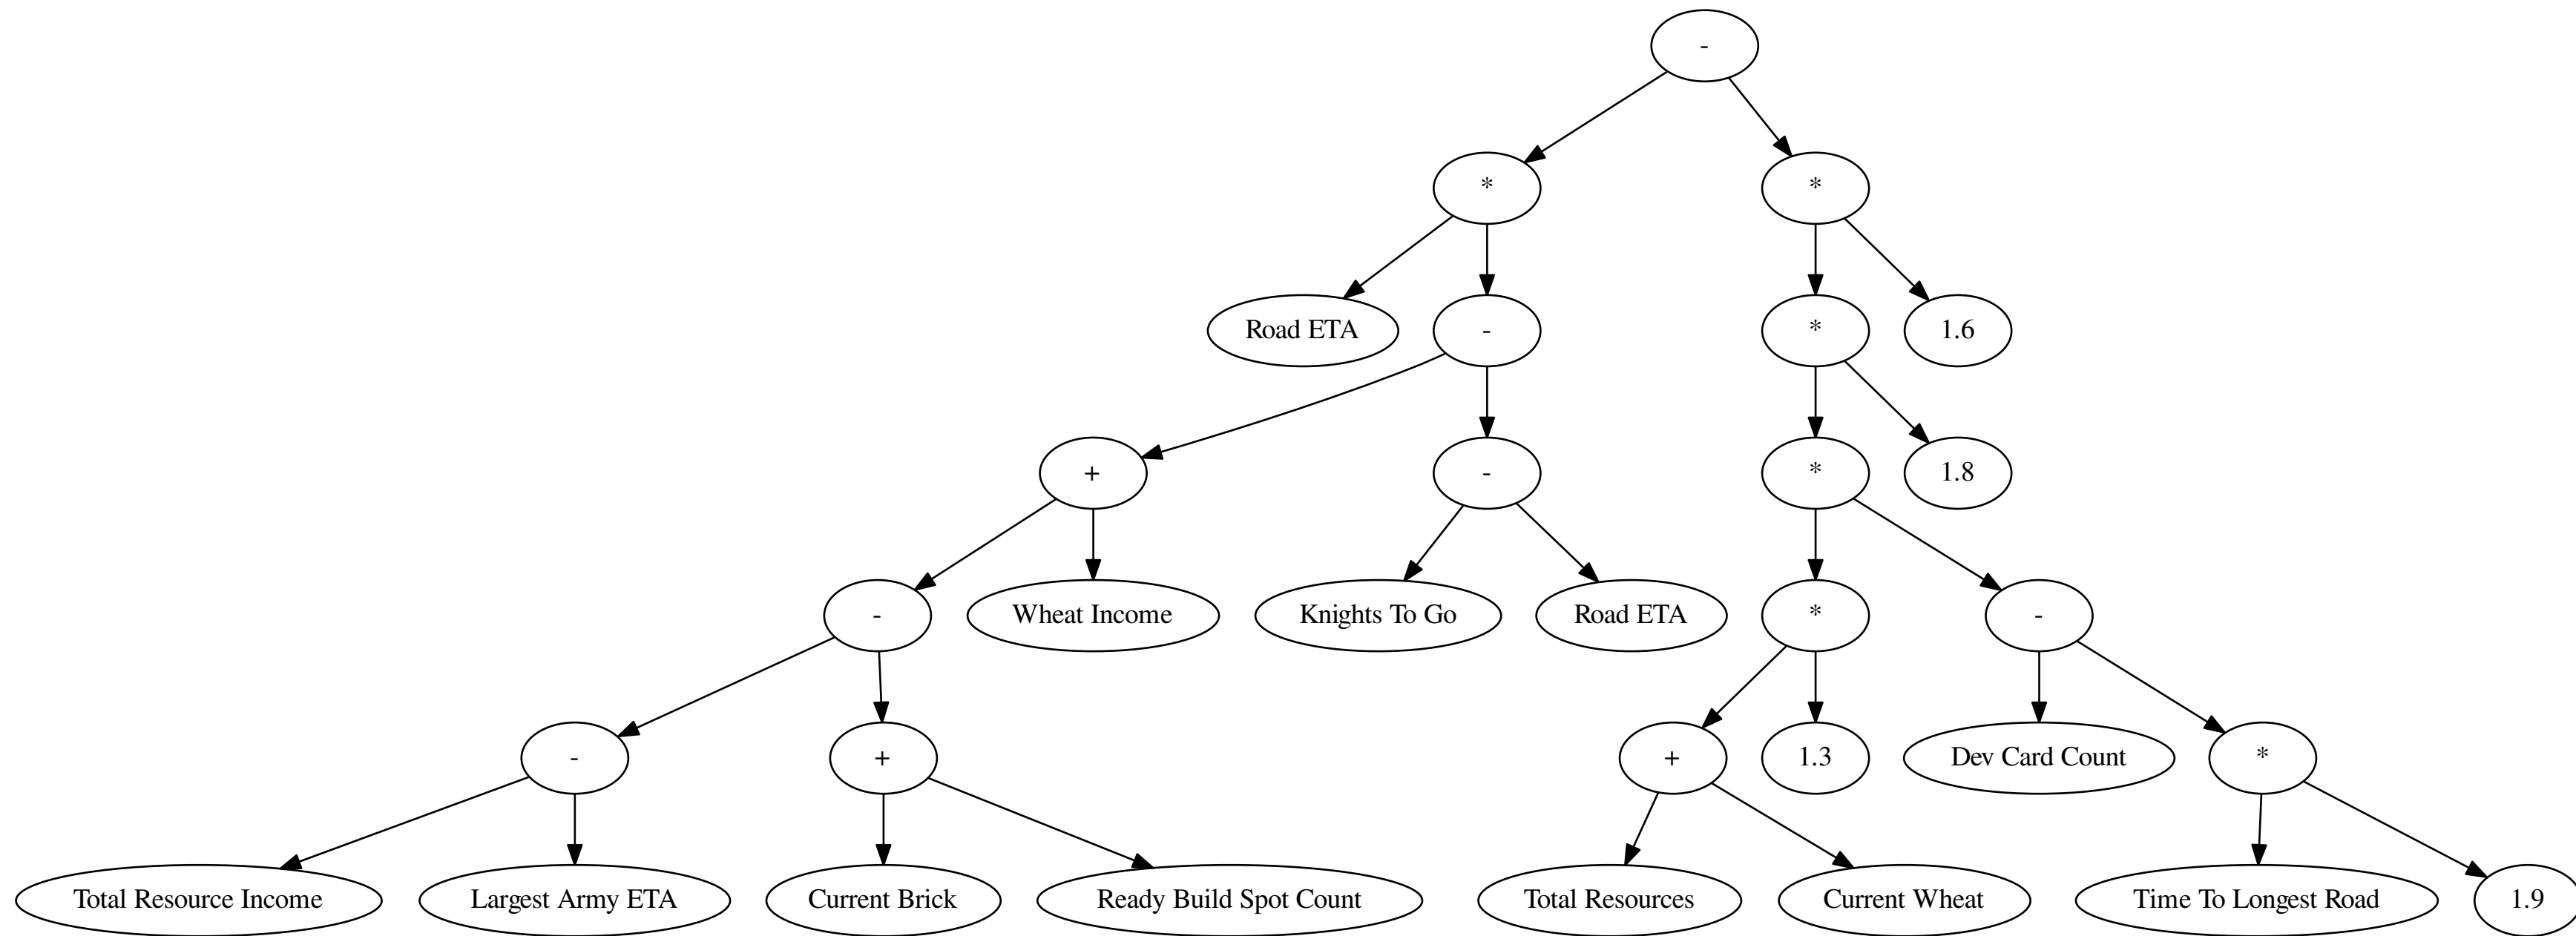 -
*
*
Road ETA
-
*
1.6
+
-
*
1.8
-
Wheat Income
Knights To Go
Road ETA
*
-
-
+
+
1.3
Dev Card Count
*
Total Resource Income
Largest Army ETA
Current Brick
Ready Build Spot Count
Total Resources
Current Wheat
Time To Longest Road
1.9